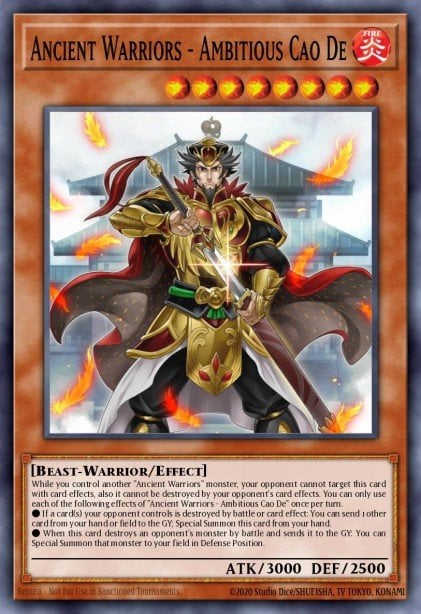 Ancient Warriors - Ambitious Cao De
FIRE
炎
[Beast-Warrior/Effect]
While you control another "Ancient Warriors" monster, your opponent cannot target this
card with card effects, also it cannot be destroyed by your opponent's card effects. You can only use
each of the following effects of "Ancient Warriors - Ambitious Cao De" once per turn.
● If a card(s) your opponent controls is destroyed by battle or card effect: You can send 1 other
card from your hand or field to the GY; Special Summon this card from your hand.
● When this card destroys an opponent's monster by battle and sends it to the GY: You can
Special Summon that monster to your field in Defense Position.
ATK/3000 DEF/2500
Replica - Not For Use in Sanctioned Tournaments
©2020 Studio Dice/SHUEISHA, TV TOKYO, KONAMI